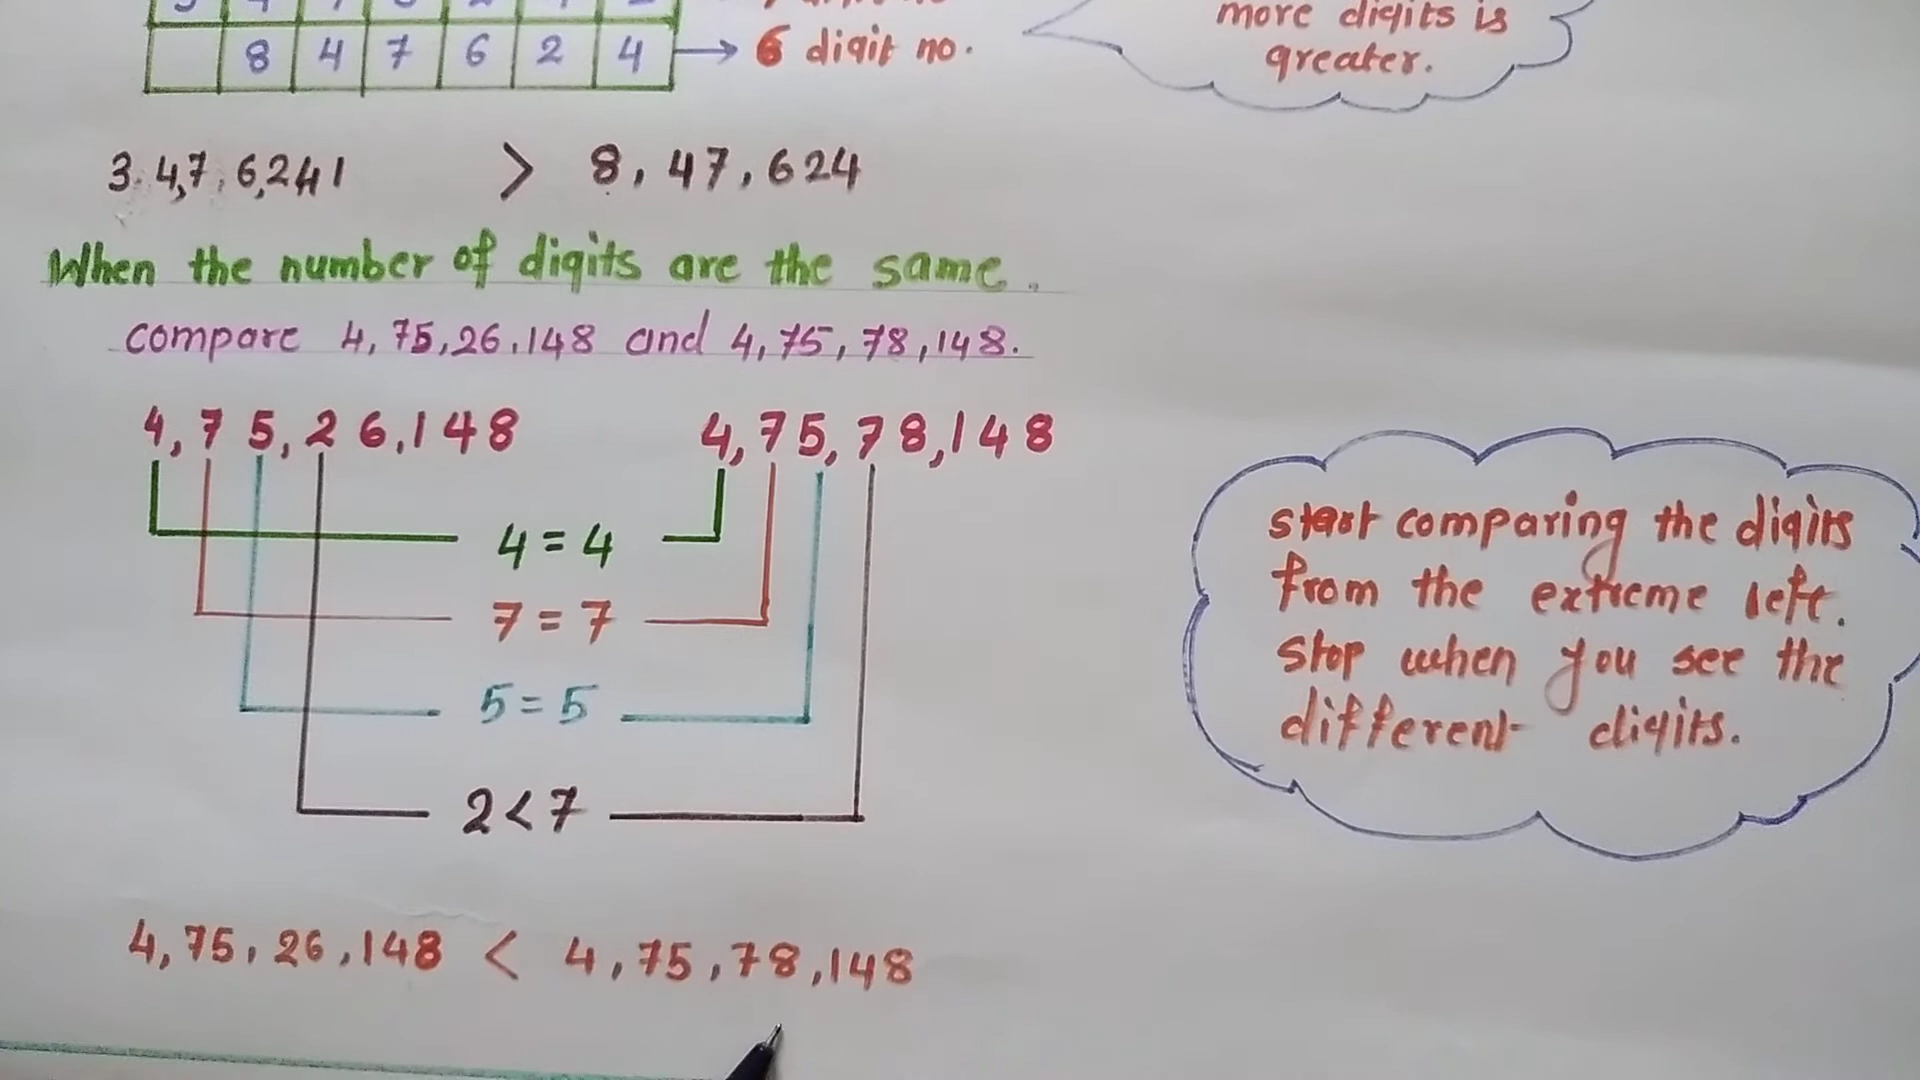 more digits is
greater.
8 4 7 6 2 4 → 6 digit no.
3,4,7,6,241 > 8,47,624
When the number of digits are the same.
compare 4,75,26,148 and 4,75,78,148.
4,75,26,148 4,75,78,148
4=4
7=7
5=5
2<7
4,75,26,148 < 4,75,78,148
start comparing the digits
from the extreme left.
Stop when you see the
different digits.